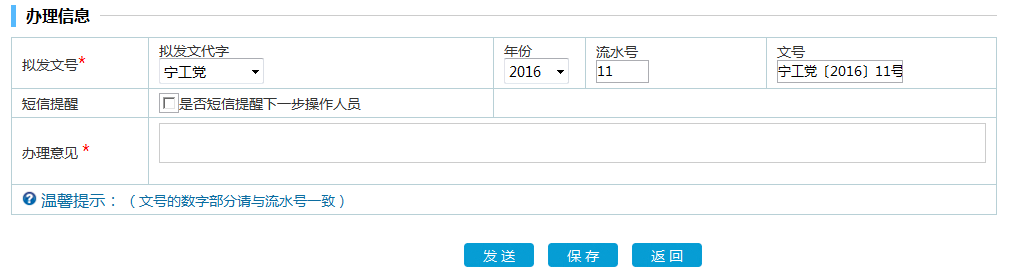 办理信息
拟发文号*
拟发文代字
宁工党
年份
2016
流水号
11
文号
宁工党〔2016〕11号
短信提醒
是否短信提醒下一步操作人员
办理意见 *
温馨提示：（文号的数字部分请与流水号一致）
发 送 保 存 返 回